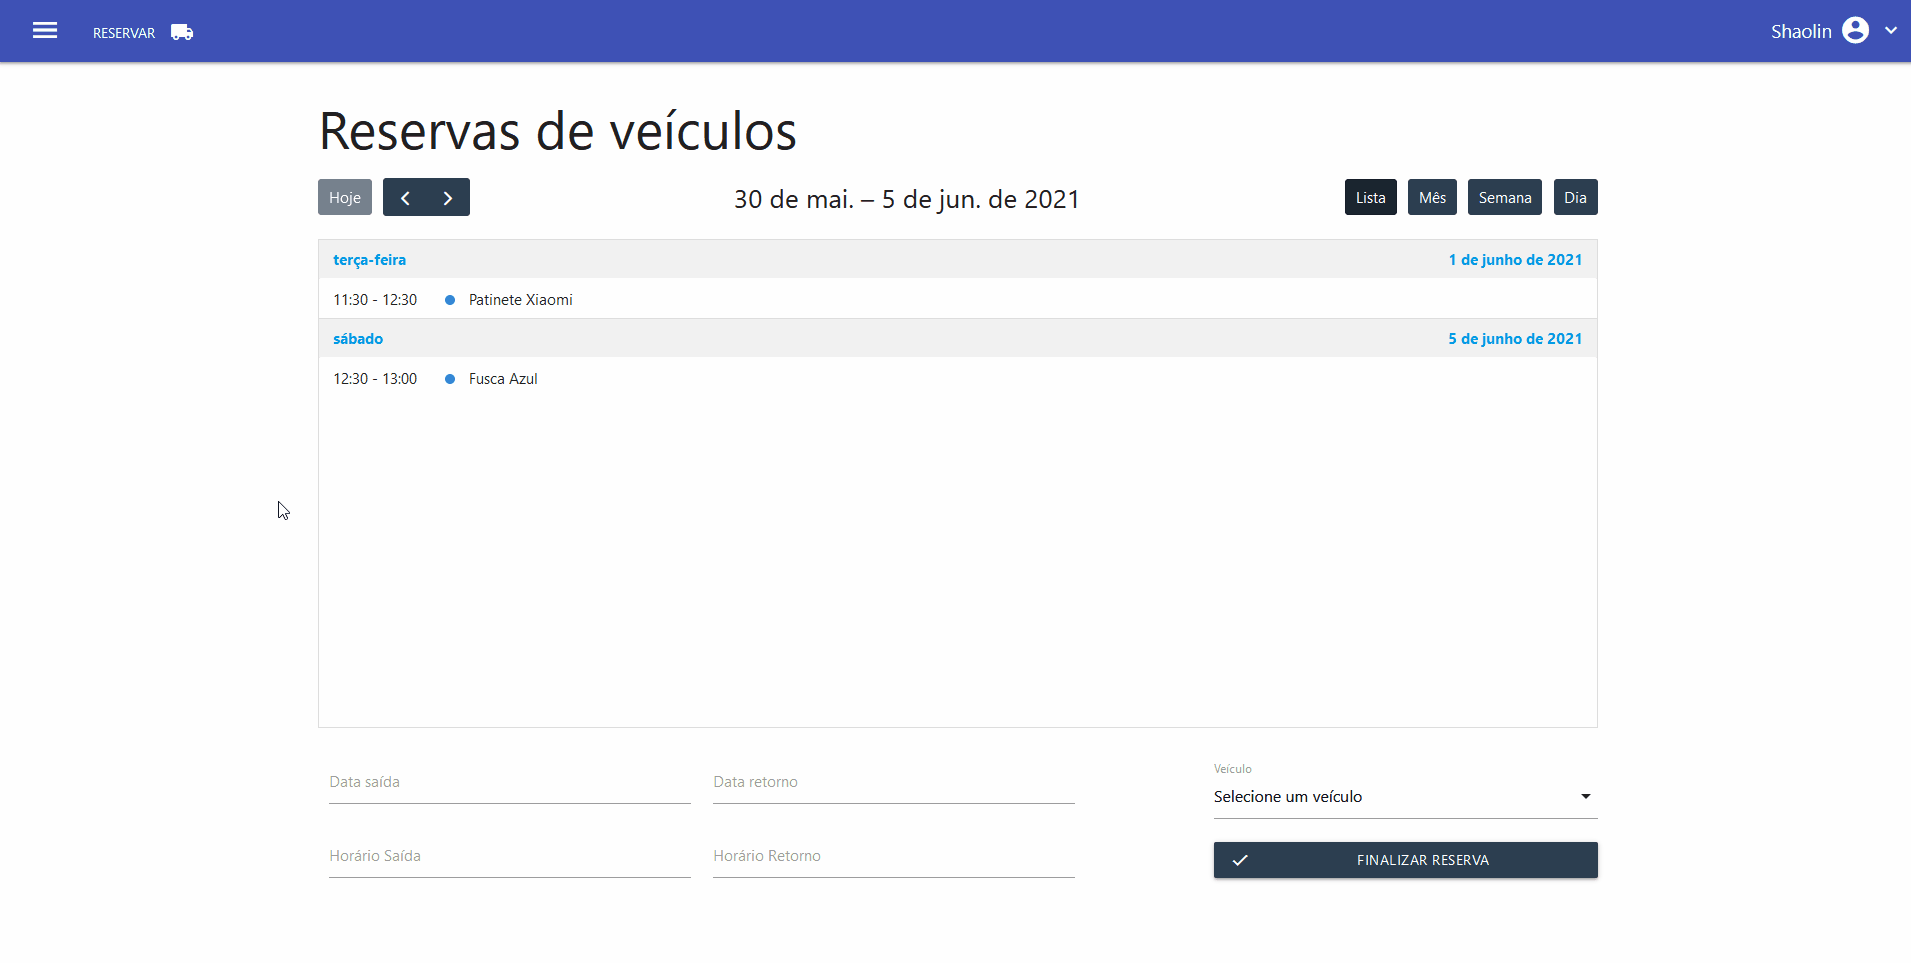 RESERVAR
Shaolin
Reservas de veículos
Hoje
30 de mai. – 5 de jun. de 2021
Lista
Mês
Semana
Dia
terça-feira 1 de junho de 2021
11:30 - 12:30 Patinete Xiaomi
sábado 5 de junho de 2021
12:30 - 13:00 Fusca Azul
Data saída
Data retorno
Veículo
Selecione um veículo
Horário Saída
Horário Retorno
FINALIZAR RESERVA